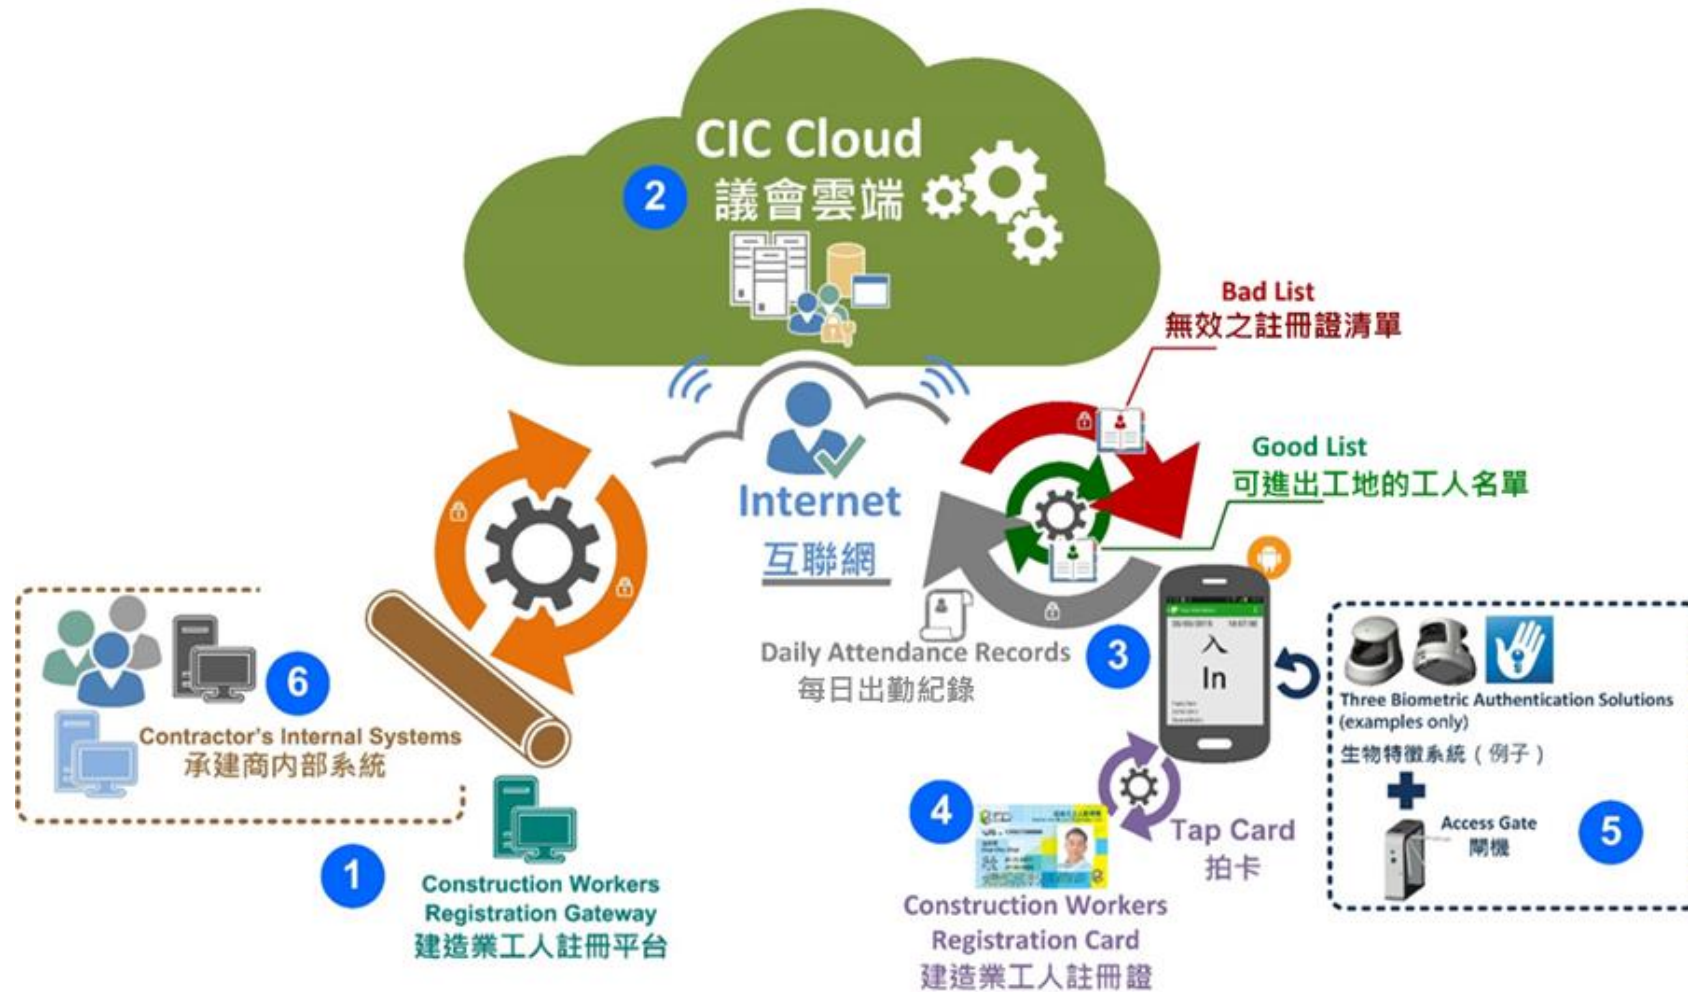 CIC Cloud
2
議會雲端
Bad List
無效之註冊證清單
Good List
可進出工地的工人名單
Internet
互聯網
Daily Attendance Records
每日出勤紀錄
3
入
In
Three Biometric Authentication Solutions
(examples only)
生物特徵系統（例子）
Access Gate
閘機
5
6
Contractor's Internal Systems
承建商內部系統
1
Construction Workers
Registration Gateway
建造業工人註冊平台
4
Tap Card
拍卡
Construction Workers
Registration Card
建造業工人註冊證